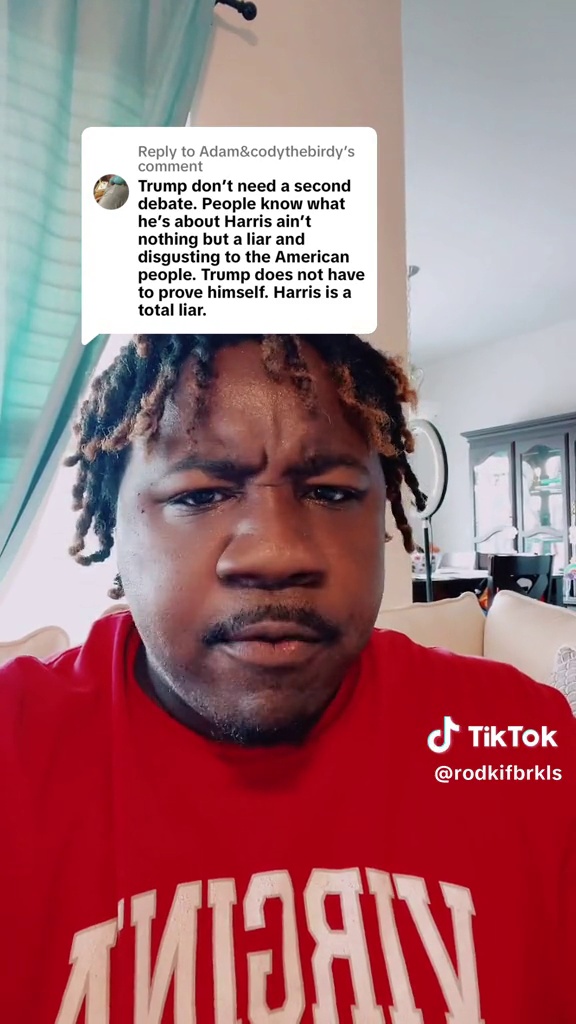 Reply to Adam&codythebirdy's
comment
Trump don't need a second
debate. People know what
he's about Harris ain't
nothing but a liar and
disgusting to the American
people. Trump does not have
to prove himself. Harris is a
total liar.
TikTok
@rodkifbrkls
VIRGINIA